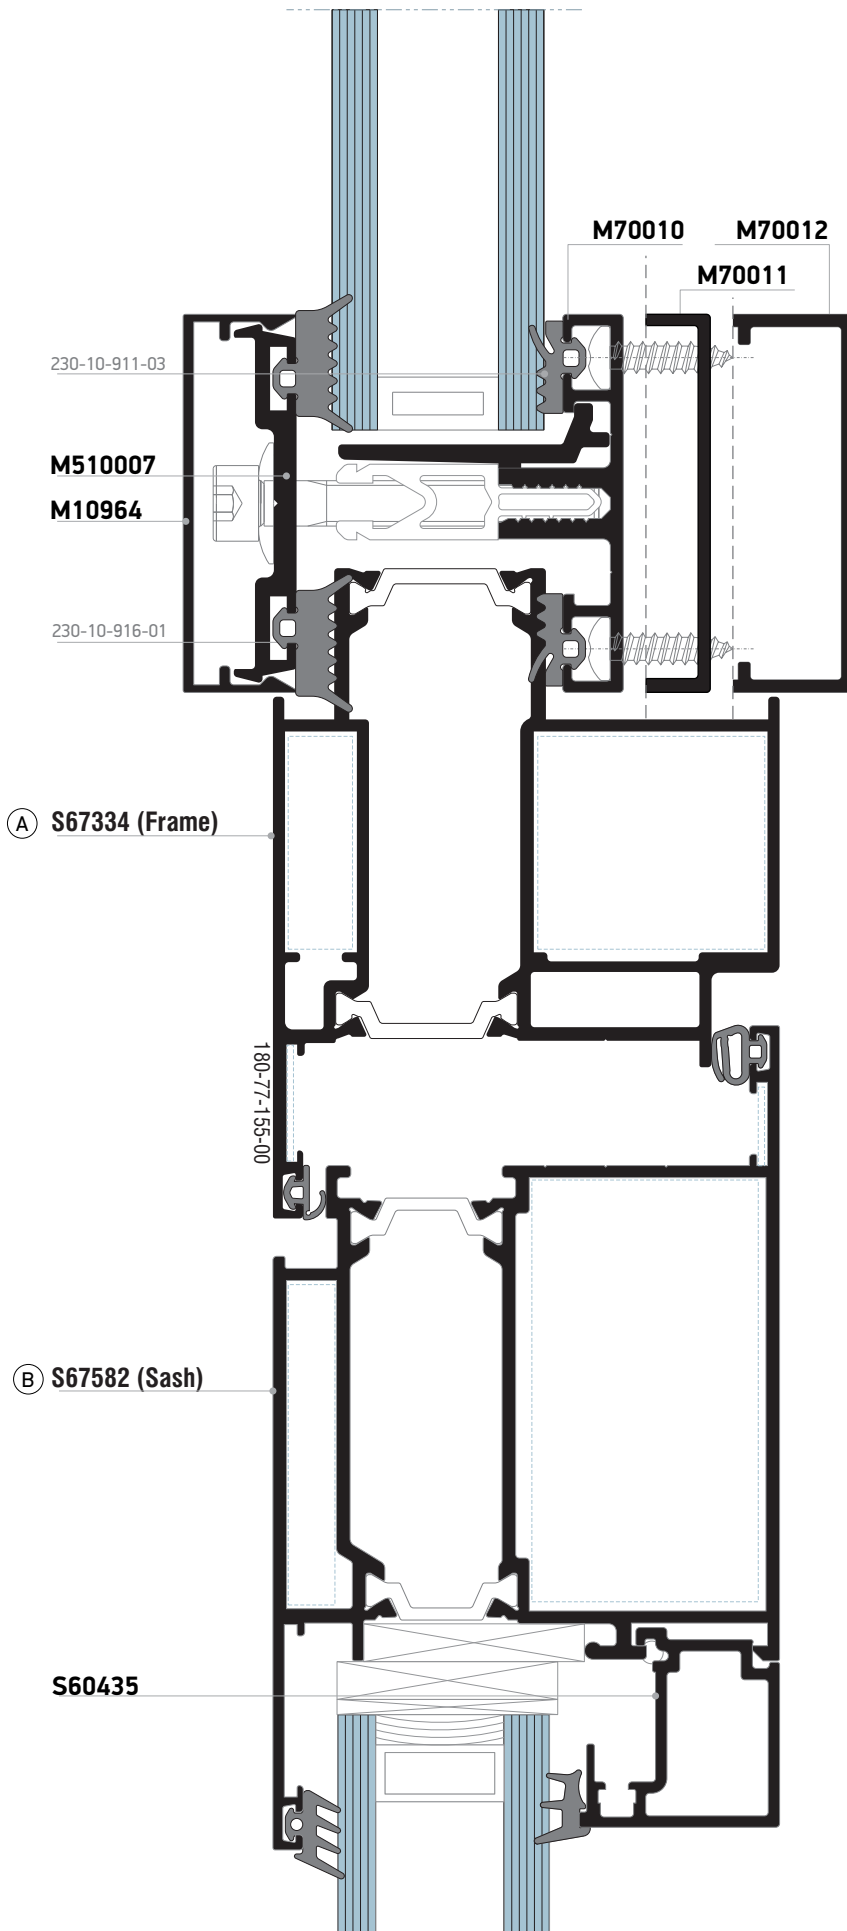 M70010
M70012
M70011
230-10-911-03
M510007
M10964
230-10-916-01
A S67334 (Frame)
180-77-155-00
B S67582 (Sash)
S60435